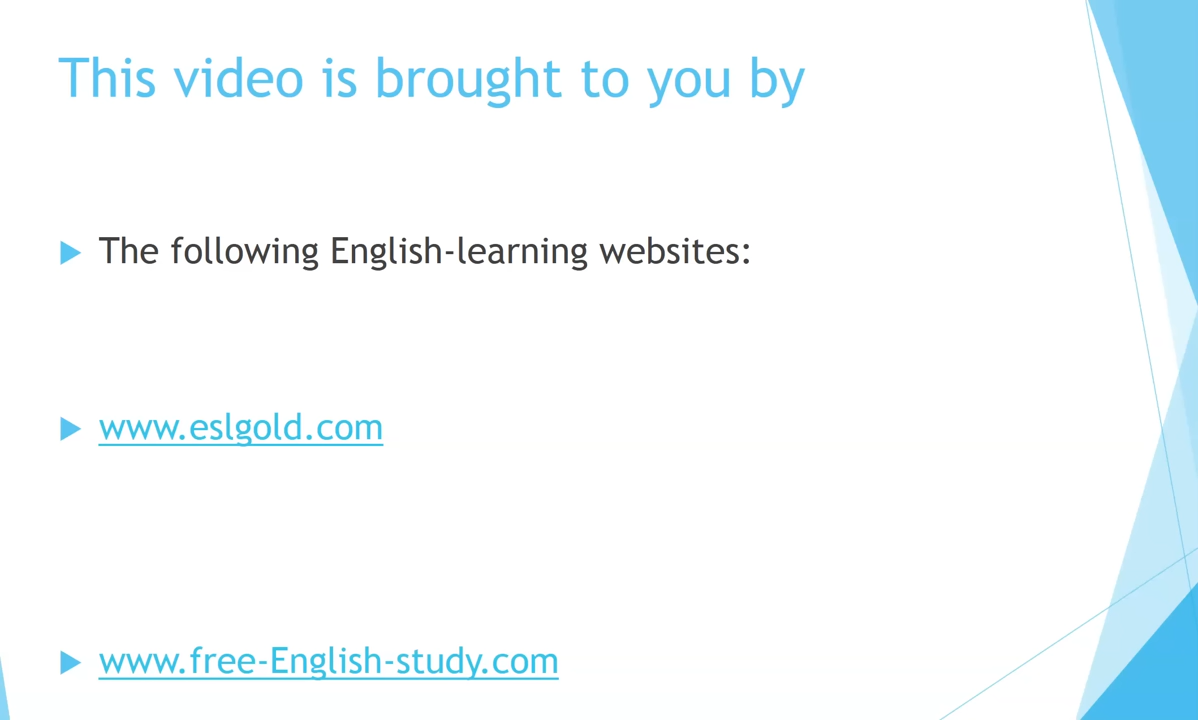 This video is brought to you by
The following English-learning websites:
www.eslgold.com
www.free-English-study.com